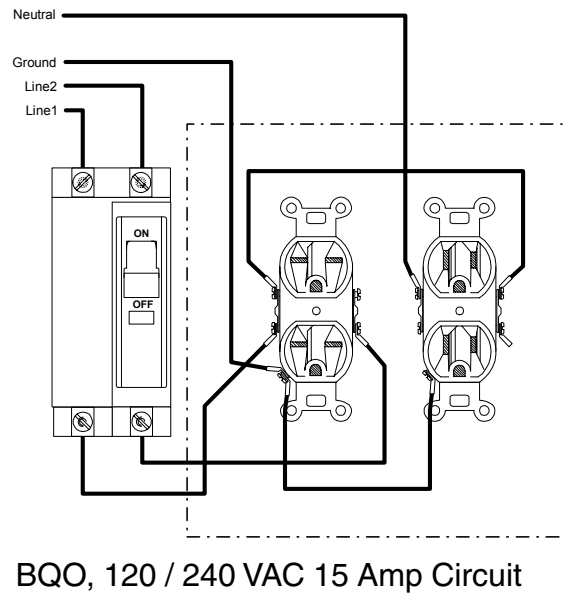 Neutral
Ground
Line2
Line1
ON
OFF
BQO, 120 / 240 VAC 15 Amp Circuit